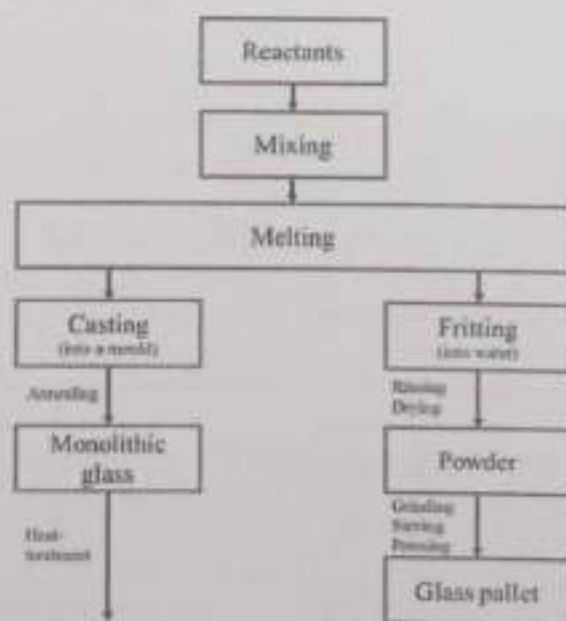 Reactants
Mixing
Melting
Casting
(into a mould)
Fritting
(into water)
Annealing
Rinsing
Drying
Monolithic
glass
Powder
Heat-
treatment
Grinding
Sieving
Pressing
Glass pallet